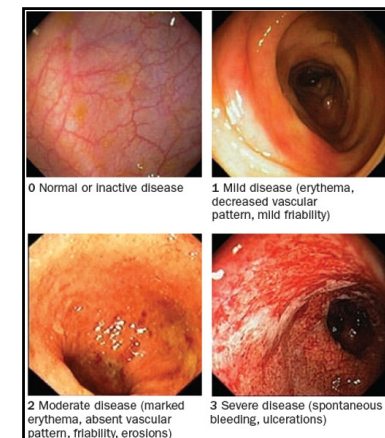 0 Normal or inactive disease
1 Mild disease (erythema,
decreased vascular
pattern, mild friability)
2 Moderate disease (marked
erythema, absent vascular
pattern, friability, erosions)
3 Severe disease (spontaneous
bleeding, ulcerations)